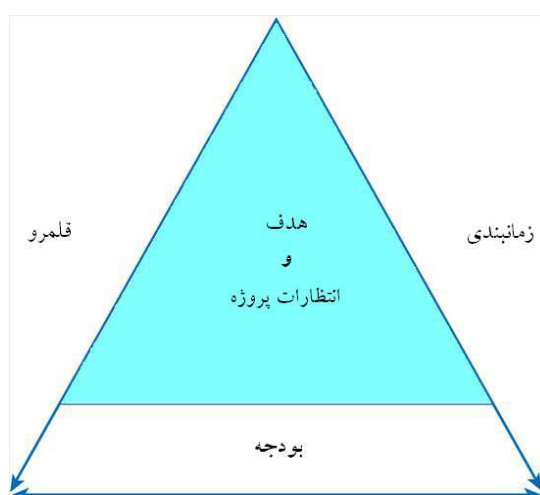 هدف
و
انتظارات پروژه
زمانبندی
قلمرو
بودجه